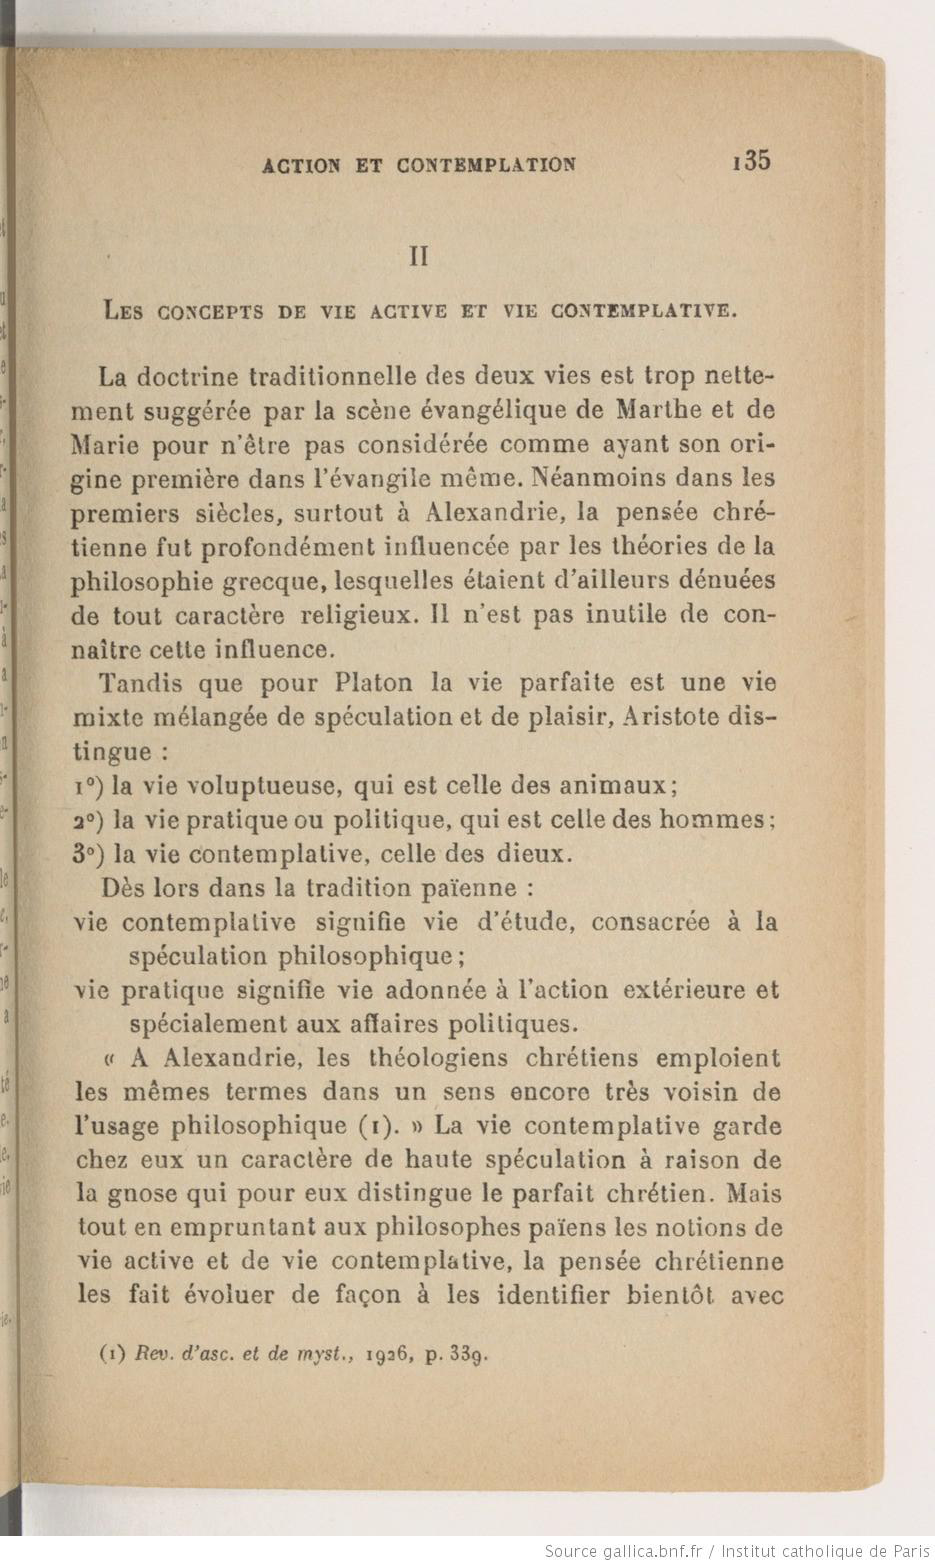 ACTION ET CONTEMPLATION 135
II
LES CONCEPTS DE VIE ACTIVE ET VIE CONTEMPLATIVE.
La doctrine traditionnelle des deux vies est trop nette-
ment suggérée par la scène évangélique de Marthe et de
Marie pour n'être pas considérée comme ayant son ori-
gine première dans l'évangile même. Néanmoins dans les
premiers siècles, surtout à Alexandrie, la pensée chré-
tienne fut profondément influencée par les théories de la
philosophie grecque, lesquelles étaient d'ailleurs dénuées
de tout caractère religieux. Il n'est pas inutile de con-
naître cette influence.
Tandis que pour Platon la vie parfaite est une vie
mixte mélangée de spéculation et de plaisir, Aristote dis-
tingue :
1°) la vie voluptueuse, qui est celle des animaux;
2°) la vie pratique ou politique, qui est celle des hommes;
3°) la vie contemplative, celle des dieux.
Dès lors dans la tradition païenne :
vie contemplative signifie vie d'étude, consacrée à la
spéculation philosophique;
vie pratique signifie vie adonnée à l'action extérieure et
spécialement aux affaires politiques.
« A Alexandrie, les théologiens chrétiens emploient
les mêmes termes dans un sens encore très voisin de
l'usage philosophique (1). » La vie contemplative garde
chez eux un caractère de haute spéculation à raison de
la gnose qui pour eux distingue le parfait chrétien. Mais
tout en empruntant aux philosophes païens les notions de
vie active et de vie contemplative, la pensée chrétienne
les fait évoluer de façon à les identifier bientôt avec
(1) Rev. d'asc. et de myst., 1926, p. 339.
Source gallica.bnf.fr / Institut catholique de Paris